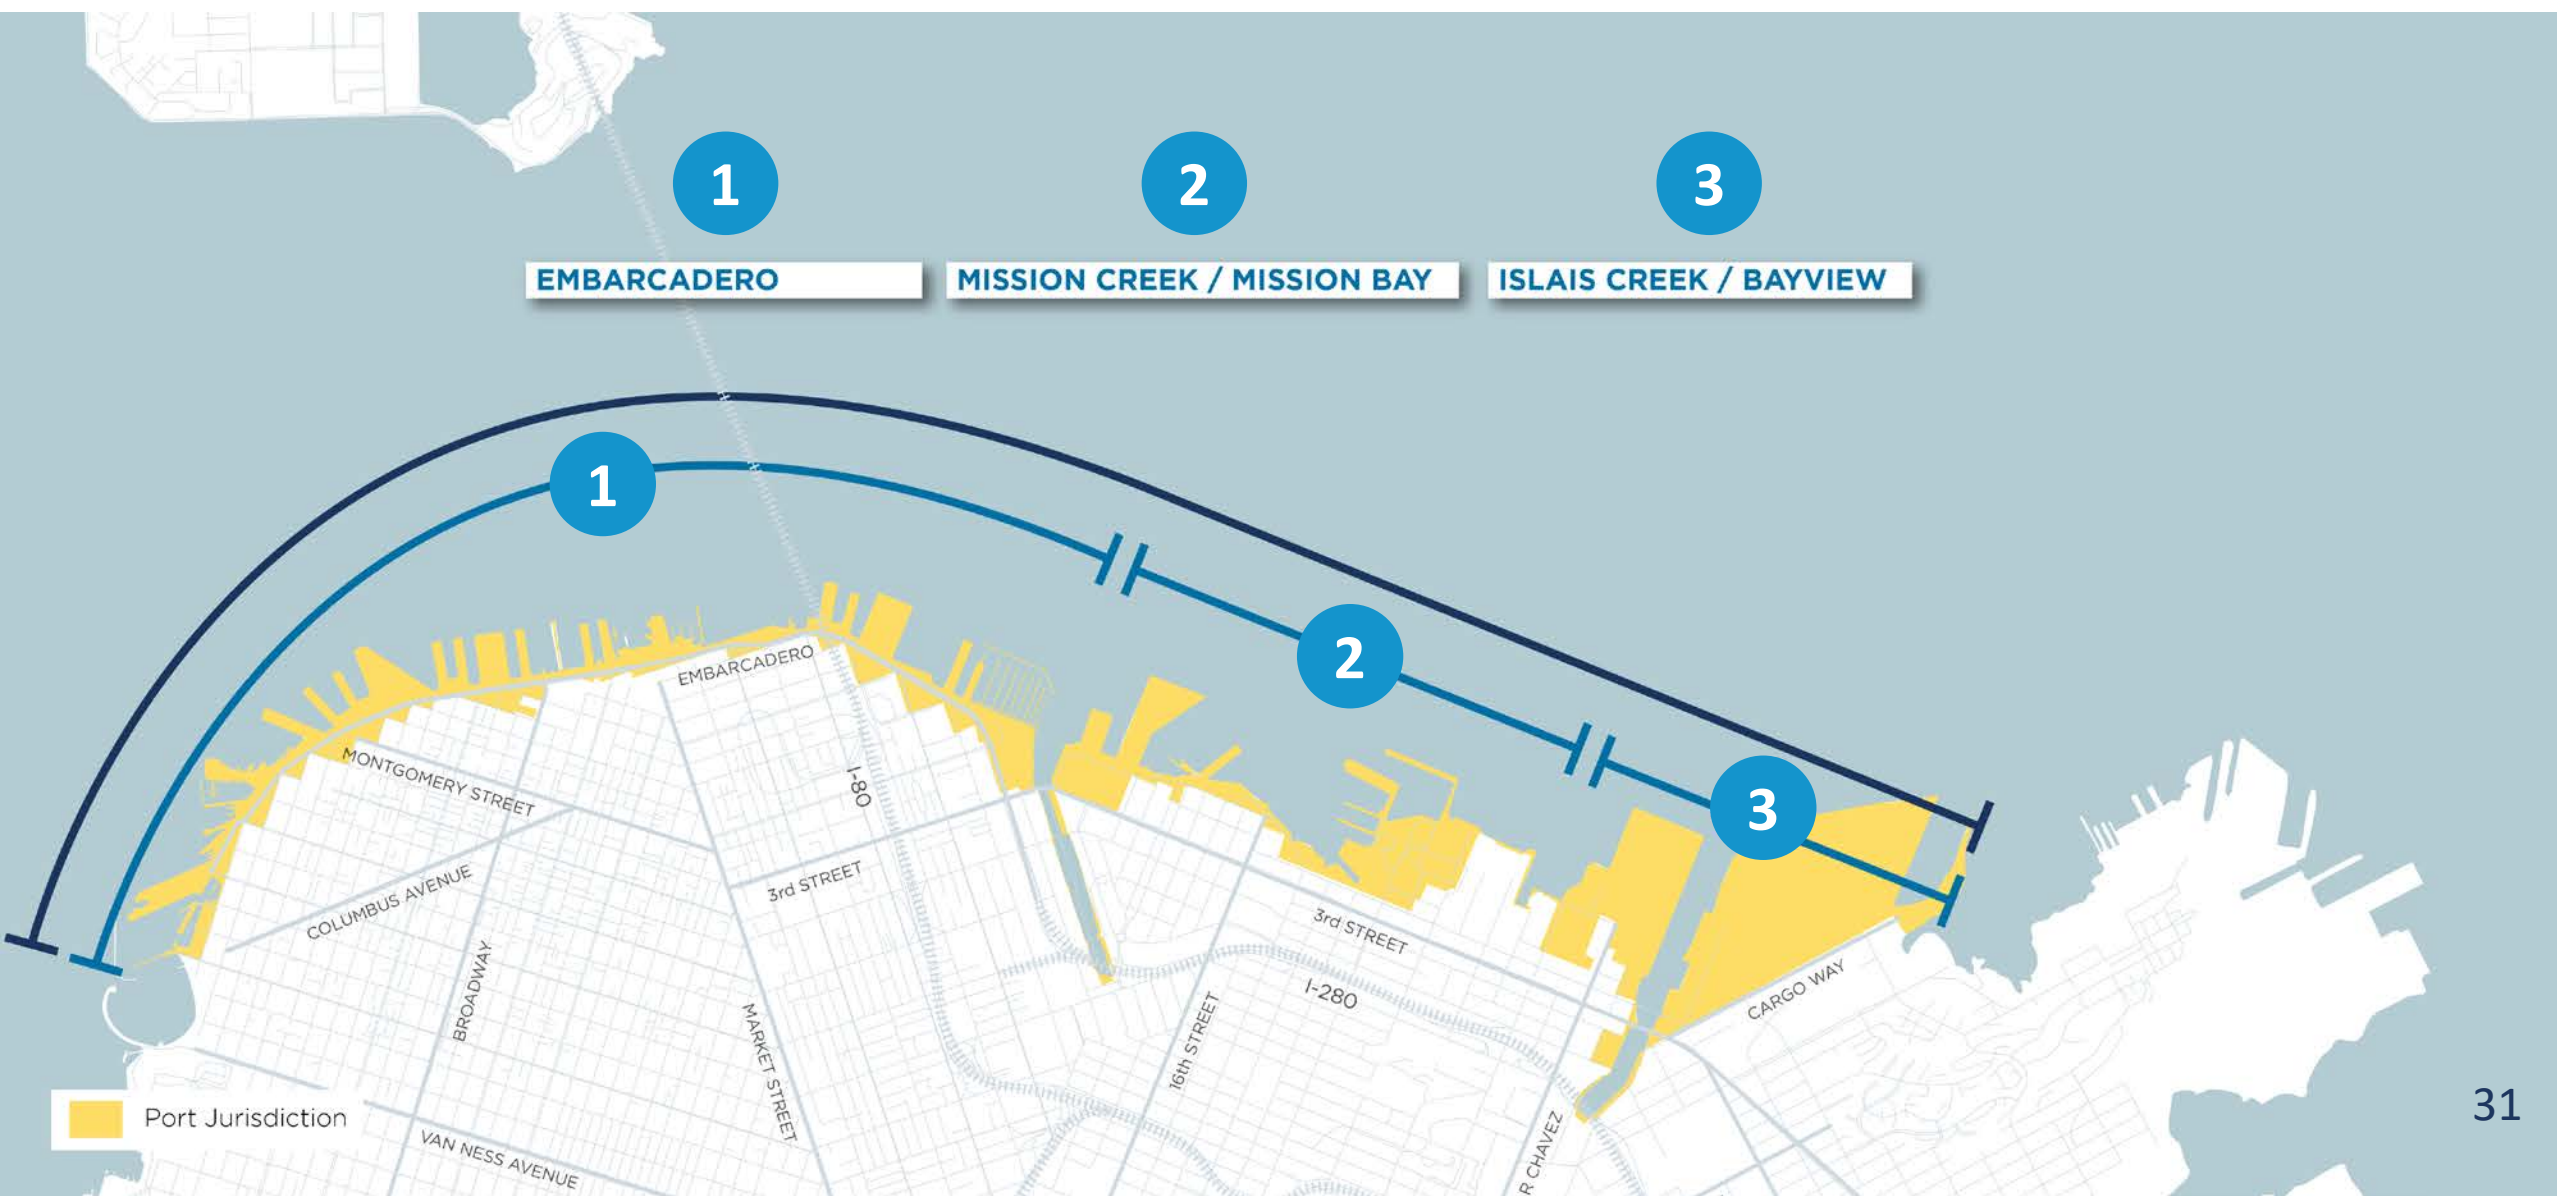 1
2
3
EMBARCADERO
MISSION CREEK / MISSION BAY
ISLAIS CREEK / BAYVIEW
1
2
3
EMBARCADERO
MONTGOMERY STREET
I-80
COLUMBUS AVENUE
3rd STREET
3rd STREET
BROADWAY
I-280
CARGO WAY
MARKET STREET
16th STREET
R CHAVEZ
VAN NESS AVENUE
Port Jurisdiction
31